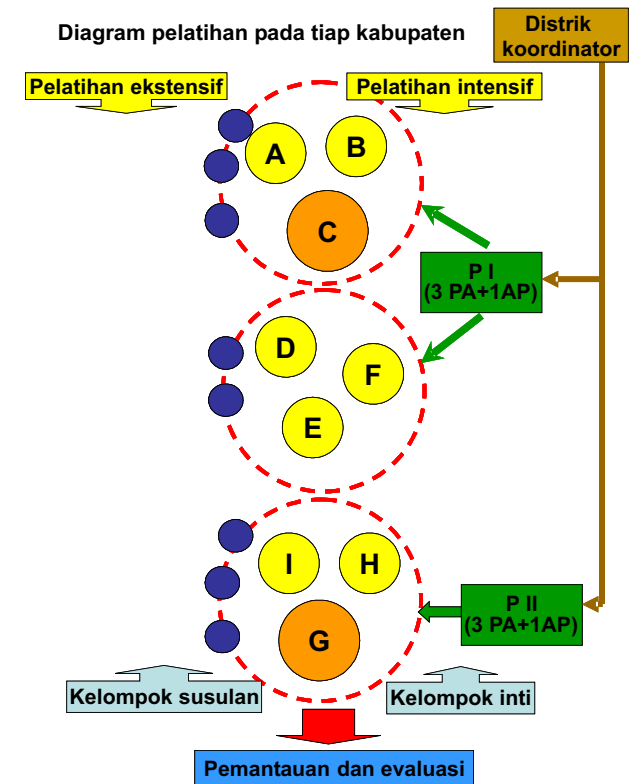 Diagram pelatihan pada tiap kabupaten
Distrik
koordinator
Pelatihan ekstensif
Pelatihan intensif
A
B
C
P I
(3 PA+1AP)
D
F
E
I
H
G
P II
(3 PA+1AP)
Kelompok susulan
Kelompok inti
Pemantauan dan evaluasi